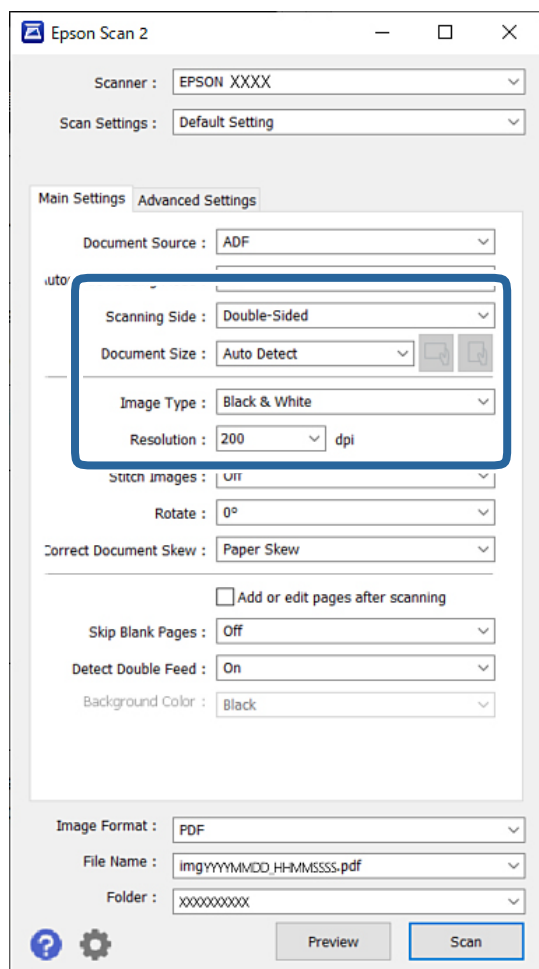 Epson Scan 2
Scanner : EPSON XXXX
Scan Settings : Default Setting
Main Settings Advanced Settings
Document Source : ADF
Scanning Side : Double-Sided
Document Size : Auto Detect
Image Type : Black & White
Resolution : 200 dpi
Stitch Images : Off
Rotate : 0°
Correct Document Skew : Paper Skew
Add or edit pages after scanning
Skip Blank Pages : Off
Detect Double Feed : On
Background Color : Black
Image Format : PDF
File Name : imgYYYYMMDD_HHMMSSSS.pdf
Folder : XXXXXXXXXX
Preview Scan